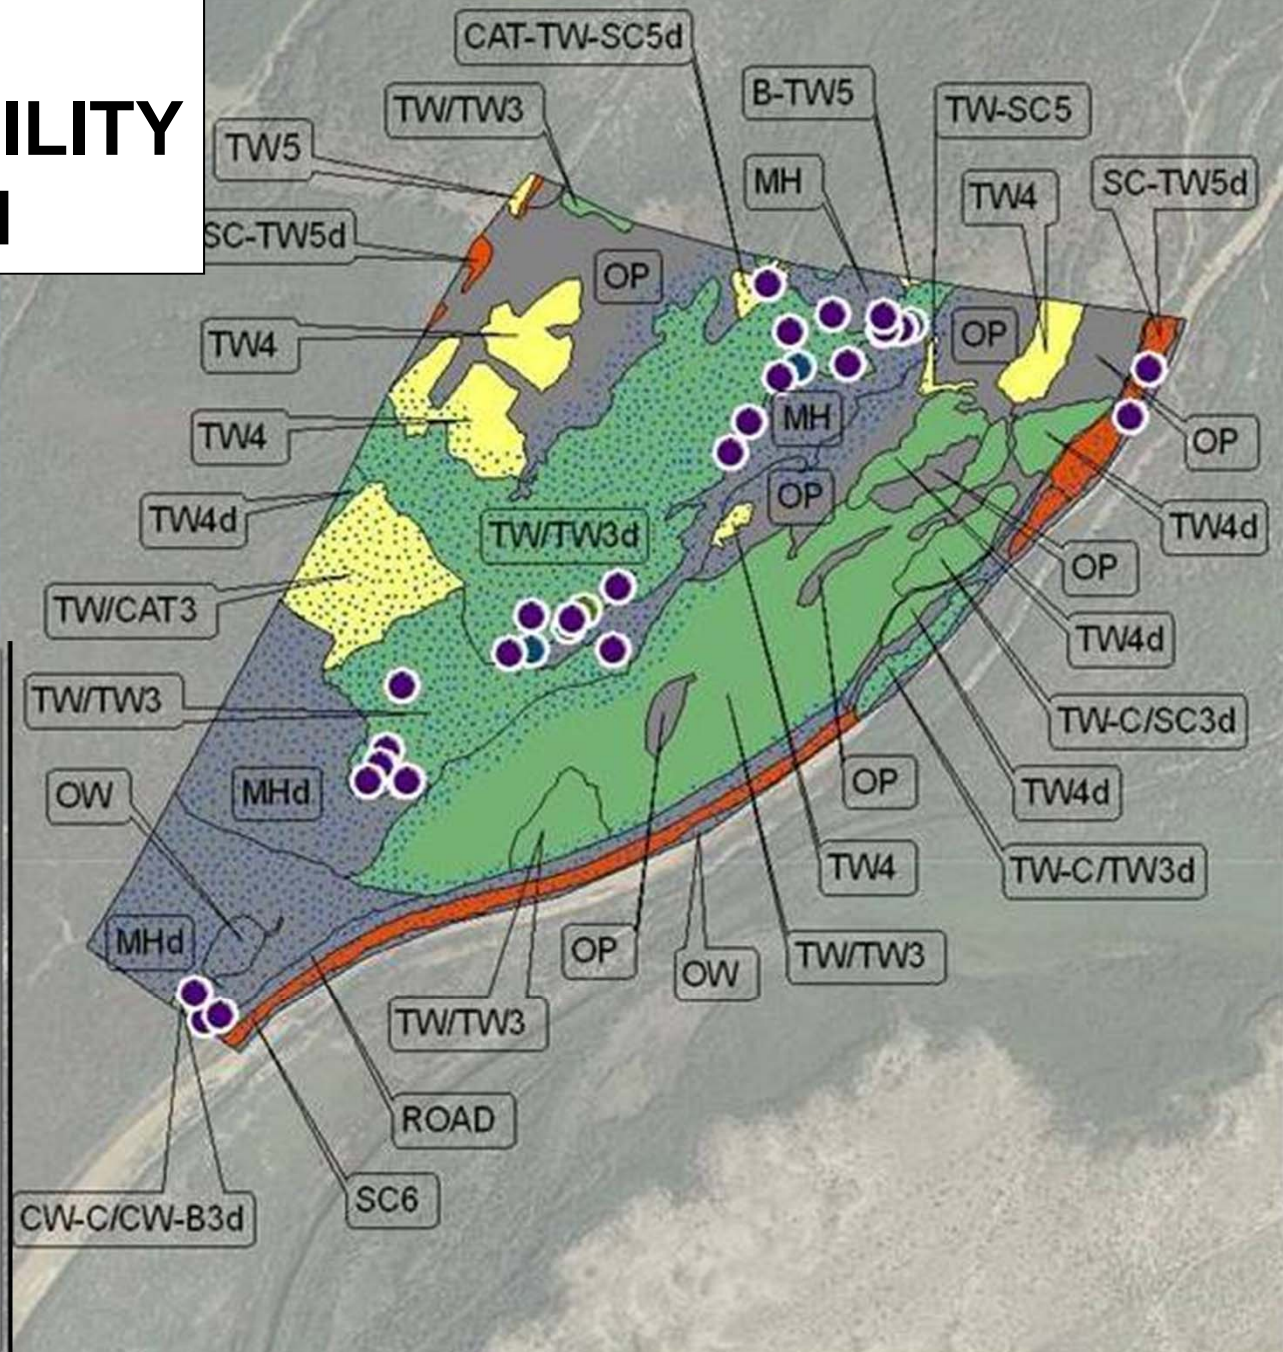 CAT-TW-SC5d
ILITY
TW/TW3
B-TW5
TW-SC5
TW5
MH
TW4
SC-TW5d
SC-TW5d
OP
TW4
OP
TW4
MH
OP
TW4d
OP
TW/TW3d
TW4d
OP
TW/CAT3
TW4d
TW/TW3
TW-C/SC3d
OW
MHd
OP
TW4d
TW4
TW-C/TW3d
MHd
OP
OW
TW/TW3
TW/TW3
ROAD
SC6
CW-C/CW-B3d